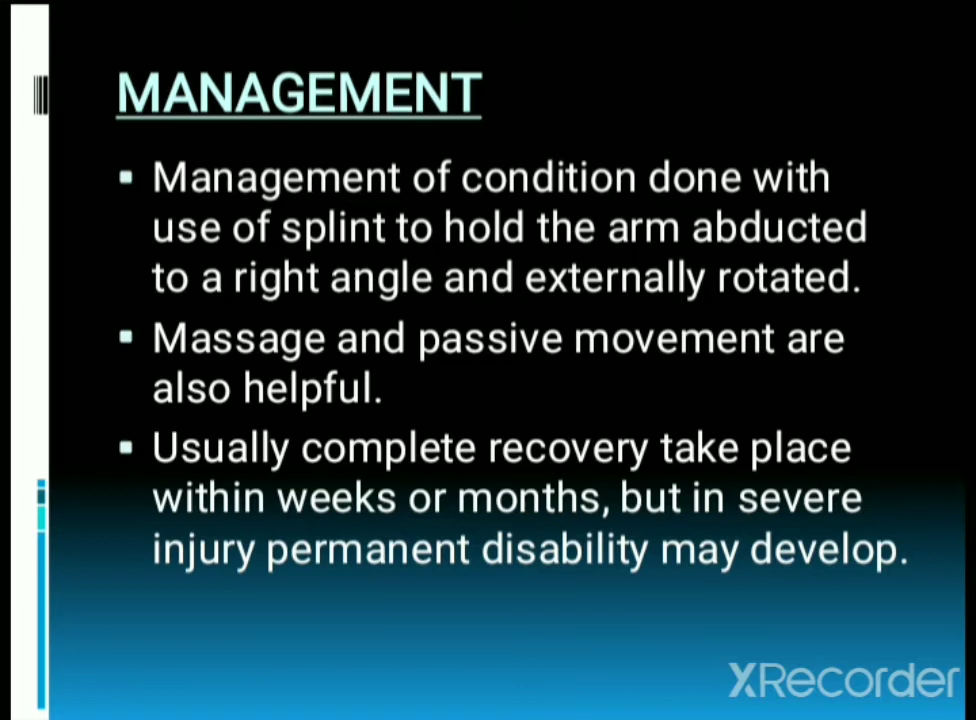 MANAGEMENT
▪ Management of condition done with
use of splint to hold the arm abducted
to a right angle and externally rotated.
▪ Massage and passive movement are
also helpful.
▪ Usually complete recovery take place
within weeks or months, but in severe
injury permanent disability may develop.
XRecorder